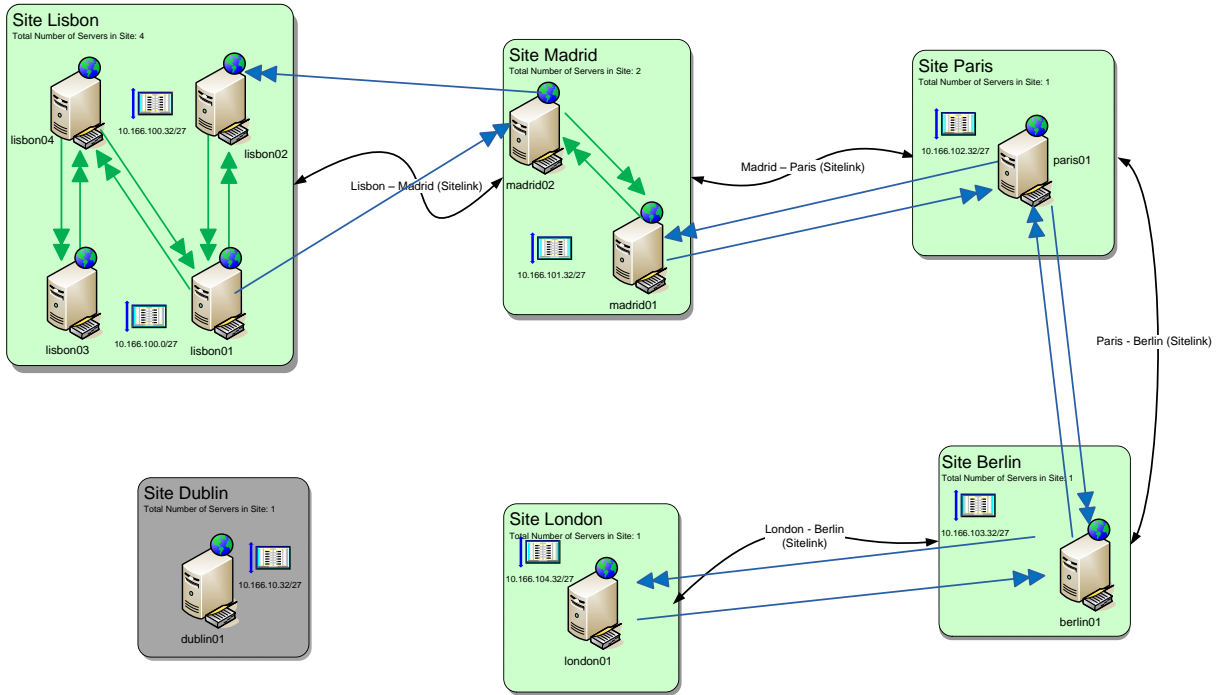 Site Lisbon
Total Number of Servers in Site: 4
10.166.100.32/27
lisbon04
lisbon02
10.166.100.0/27
lisbon03
lisbon01
Lisbon – Madrid (Sitelink)
Site Madrid
Total Number of Servers in Site: 2
madrid02
10.166.101.32/27
madrid01
Madrid – Paris (Sitelink)
Site Paris
Total Number of Servers in Site: 1
10.166.102.32/27
paris01
Paris - Berlin (Sitelink)
Site Dublin
Total Number of Servers in Site: 1
10.166.10.32/27
dublin01
Site London
Total Number of Servers in Site: 1
10.166.104.32/27
london01
London - Berlin
(Sitelink)
Site Berlin
Total Number of Servers in Site: 1
10.166.103.32/27
berlin01